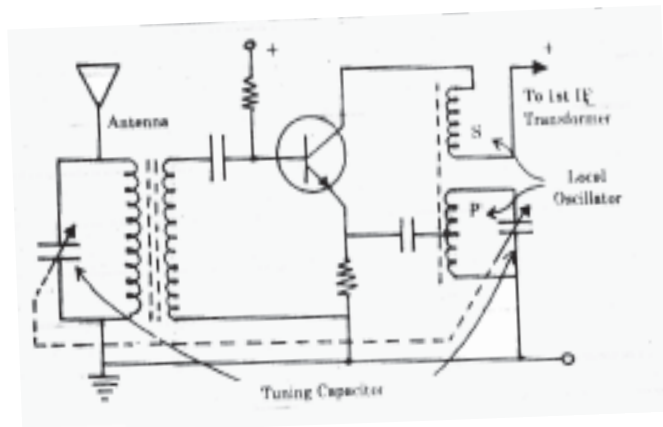 +
+
Antenna
To 1st IF
Transformer
S
Local
Oscillator
P
Tuning Capacitor